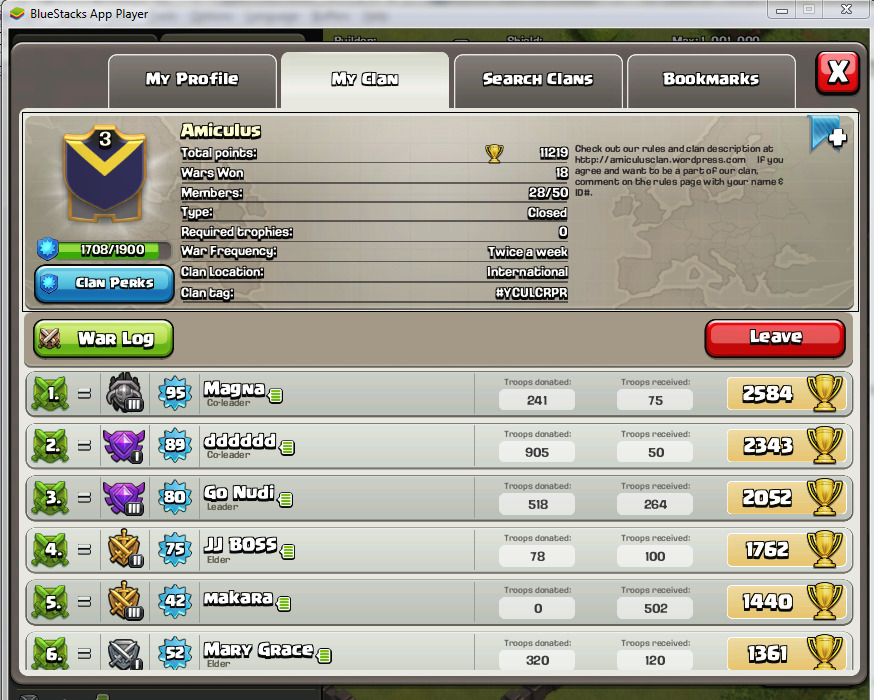 BlueStacks App Player
My Profile
My Clan
Search Clans
Bookmarks
X
3
1708/1900
Clan Perks
Amiculus
Total points: 11219
Wars Won 18
Members: 28/50
Type: Closed
Required trophies: 0
War Frequency: Twice a week
Clan Location: International
Clan tag: #YCULCRPR
Check out our rules and clan description at
http://amiculusclan.wordpress.com If you
agree and want to be a part of our clan,
comment on the rules page with your name &
ID#.
War Log
Leave
1. = III 95 Magna Co-leader Troops donated: 241 Troops received: 75 2584
2. = I 89 dddddd Co-leader Troops donated: 905 Troops received: 50 2343
3. = III 80 Go Nudi Leader Troops donated: 518 Troops received: 264 2052
4. = II 75 JJ BOSS Elder Troops donated: 78 Troops received: 100 1762
5. = III 42 makara Troops donated: 0 Troops received: 502 1440
6. = I 52 Mary Grace Elder Troops donated: 320 Troops received: 120 1361